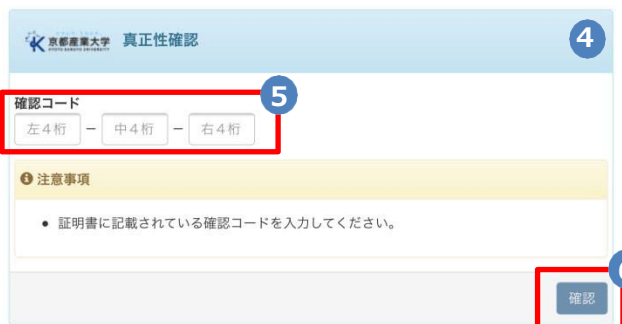 京都産業大学 真正性確認
4
5
確認コード
左4桁 － 中4桁 － 右4桁
注意事項
• 証明書に記載されている確認コードを入力してください。
確認